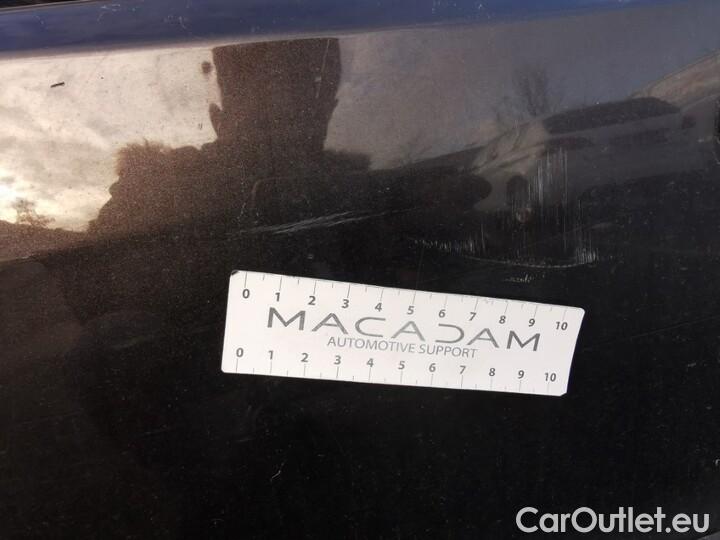 0 1 2 3 4 5 6 7 8 9 10
MACADAM
AUTOMOTIVE SUPPORT
0 1 2 3 4 5 6 7 8 9 10
CarOutlet.eu